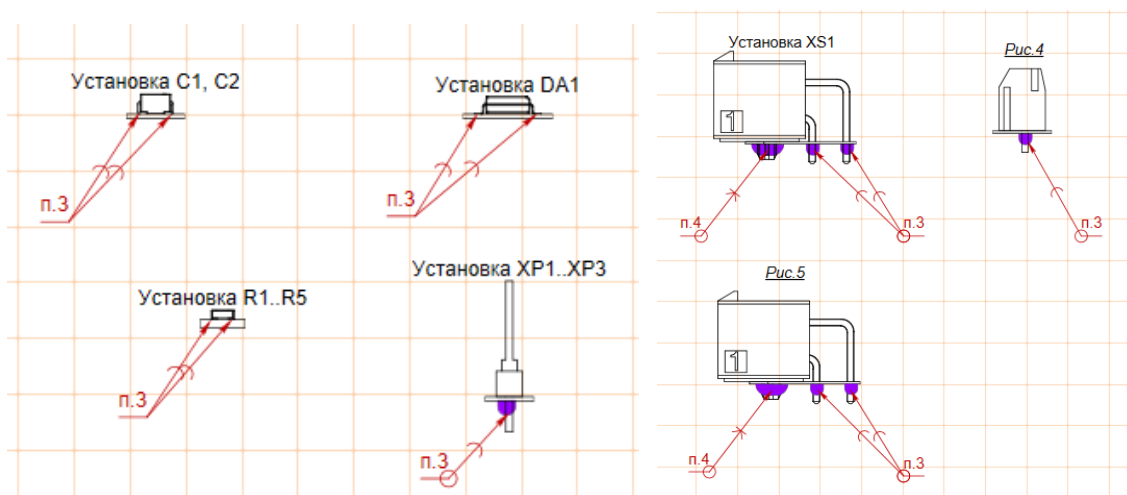 Установка C1, C2
п.3
Установка DA1
п.3
Установка R1..R5
п.3
Установка XP1..XP3
п.3
Установка XS1
1
п.4
п.3
Рис.4
п.3
Рис.5
1
п.4
п.3